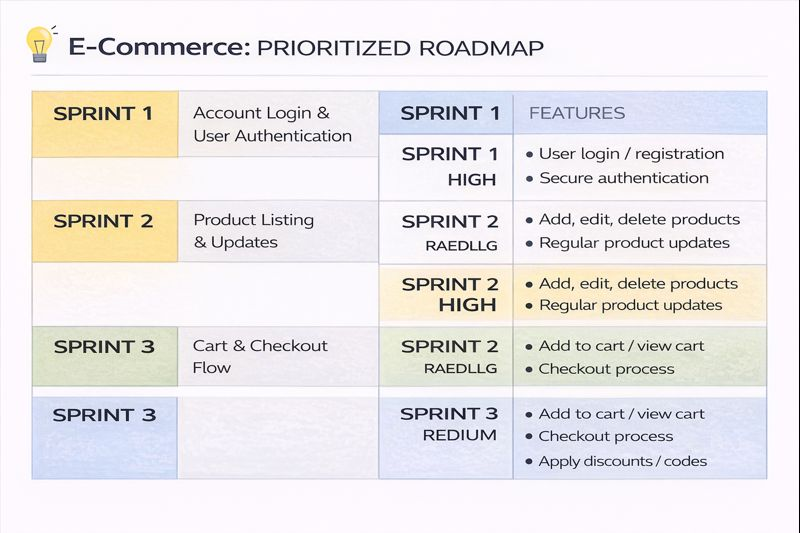 E-Commerce: PRIORITIZED ROADMAP
SPRINT 1
Account Login &
User Authentication
SPRINT 1
FEATURES
SPRINT 1
HIGH
• User login / registration
• Secure authentication
SPRINT 2
Product Listing
& Updates
SPRINT 2
RAEDLLG
• Add, edit, delete products
• Regular product updates
SPRINT 2
HIGH
• Add, edit, delete products
• Regular product updates
SPRINT 3
Cart & Checkout
Flow
SPRINT 2
RAEDLLG
• Add to cart / view cart
• Checkout process
SPRINT 3
SPRINT 3
REDIUM
• Add to cart / view cart
• Checkout process
• Apply discounts / codes